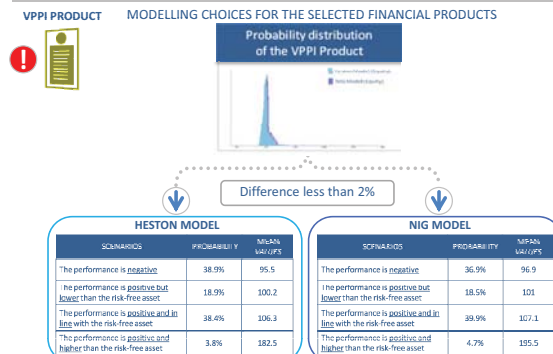 VPPI PRODUCT
MODELLING CHOICES FOR THE SELECTED FINANCIAL PRODUCTS
Probability distribution
of the VPPI Product
Difference less than 2%
HESTON MODEL
SCENARIOS PROBABILITY MEAN VALUES
The performance is negative 38.9% 95.5
The performance is positive but
lower than the risk-free asset 18.9% 100.2
The performance is positive and in
line with the risk-free asset 38.4% 106.3
The performance is positive and
higher than the risk-free asset 3.8% 182.5
NIG MODEL
SCENARIOS PROBABILITY MEAN VALUES
The performance is negative 36.9% 96.9
The performance is positive but
lower than the risk-free asset 18.5% 101
The performance is positive and in
line with the risk-free asset 39.9% 107.1
The performance is positive and
higher than the risk-free asset 4.7% 195.5